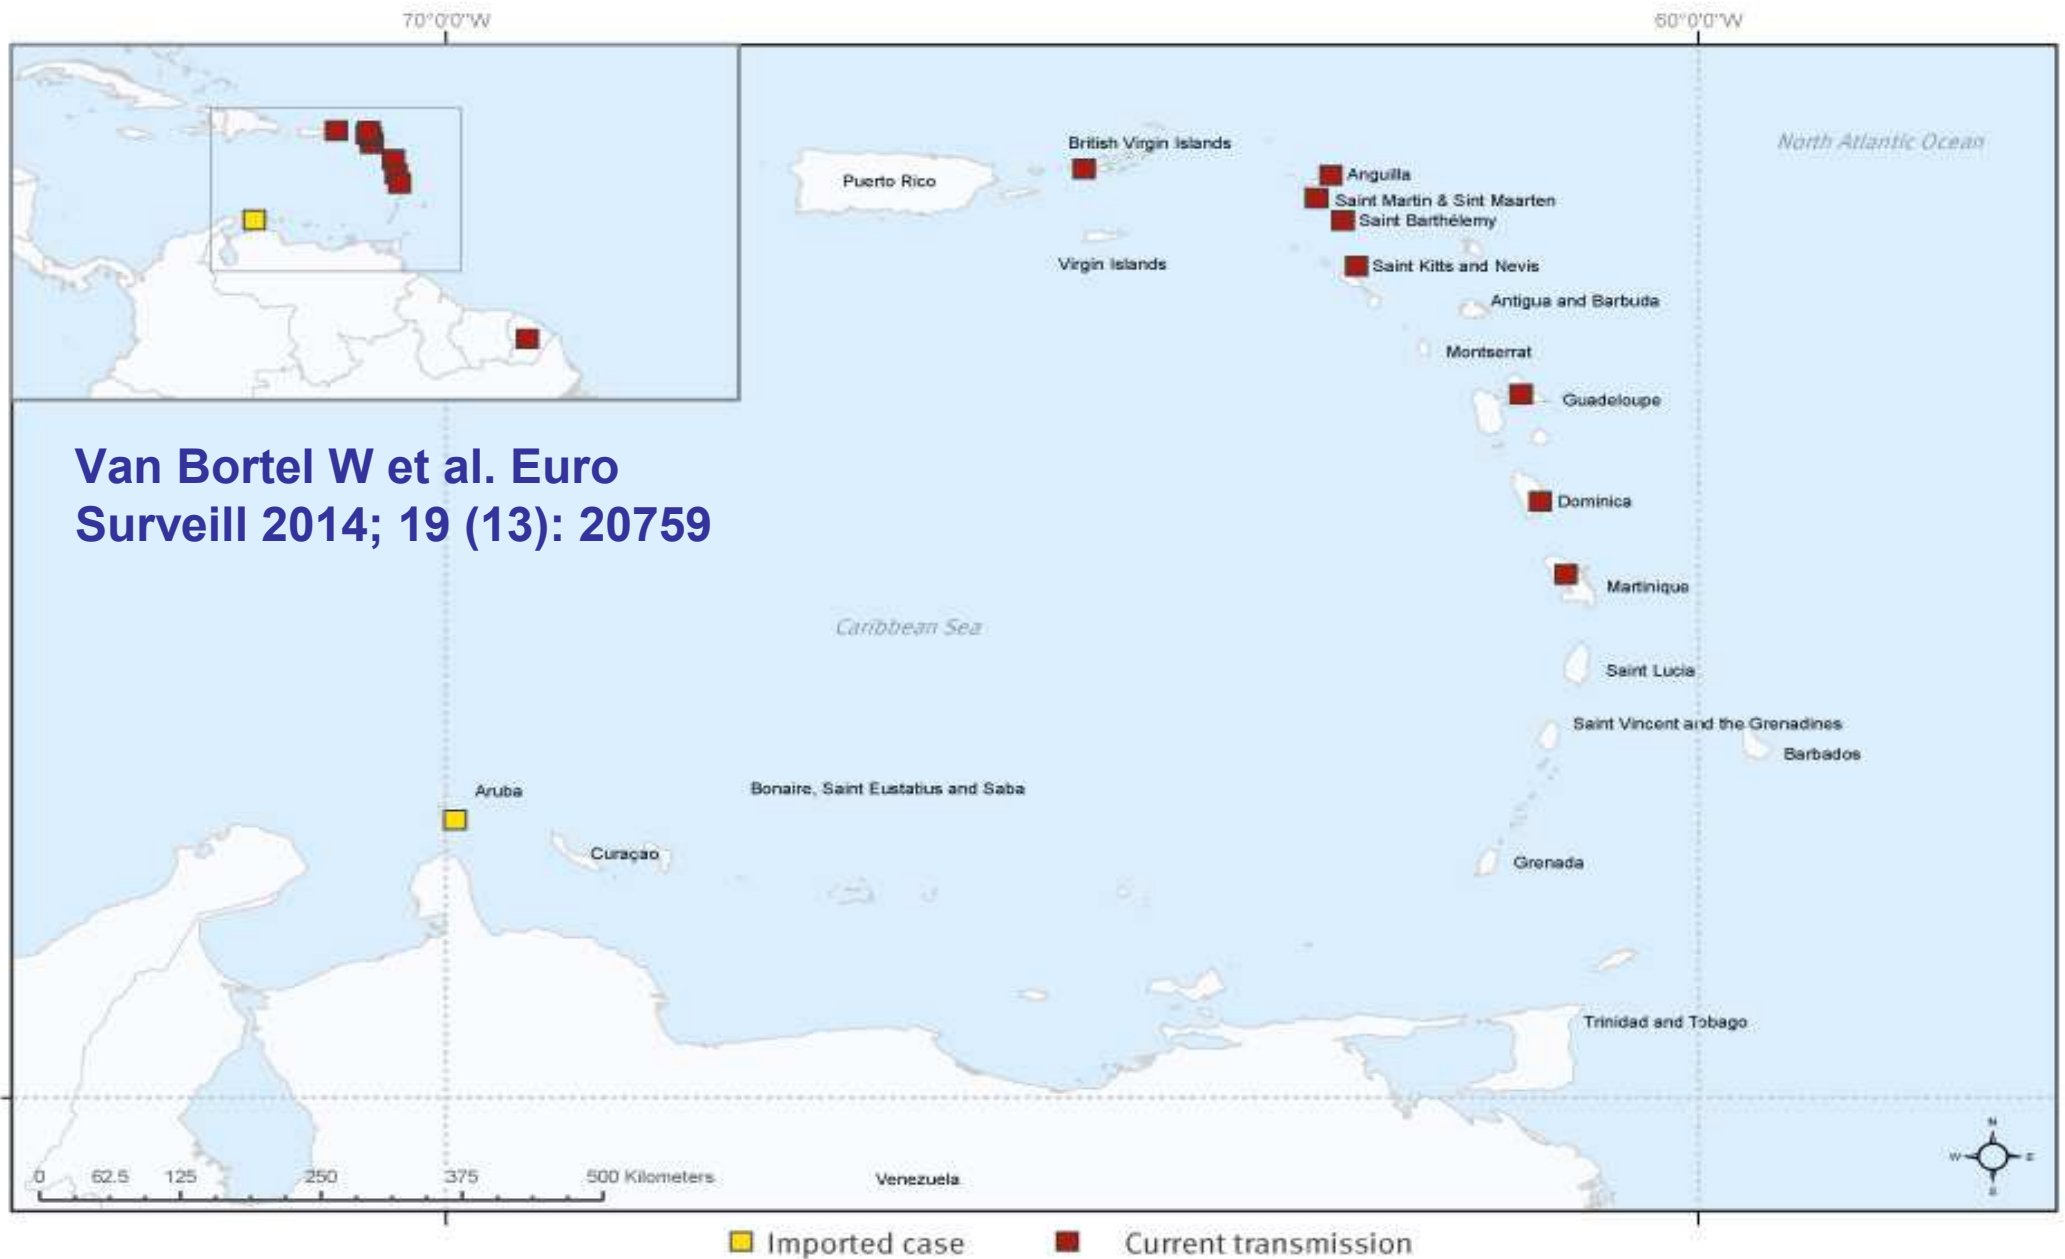 70°0'0"W
60°0'0"W
North Atlantic Ocean
British Virgin Islands
Puerto Rico
Anguilla
Saint Martin & Sint Maarten
Saint Barthélemy
Virgin Islands
Saint Kitts and Nevis
Antigua and Barbuda
Montserrat
Guadeloupe
Van Bortel W et al. Euro
Surveill 2014; 19 (13): 20759
Dominica
Martinique
Caribbean Sea
Saint Lucia
Saint Vincent and the Grenadines
Barbados
Aruba
Bonaire, Saint Eustatius and Saba
Curaçao
Grenada
Trinidad and Tobago
N
W E
S
0 62.5 125 250 375 500 Kilometers
Venezuela
Imported case Current transmission